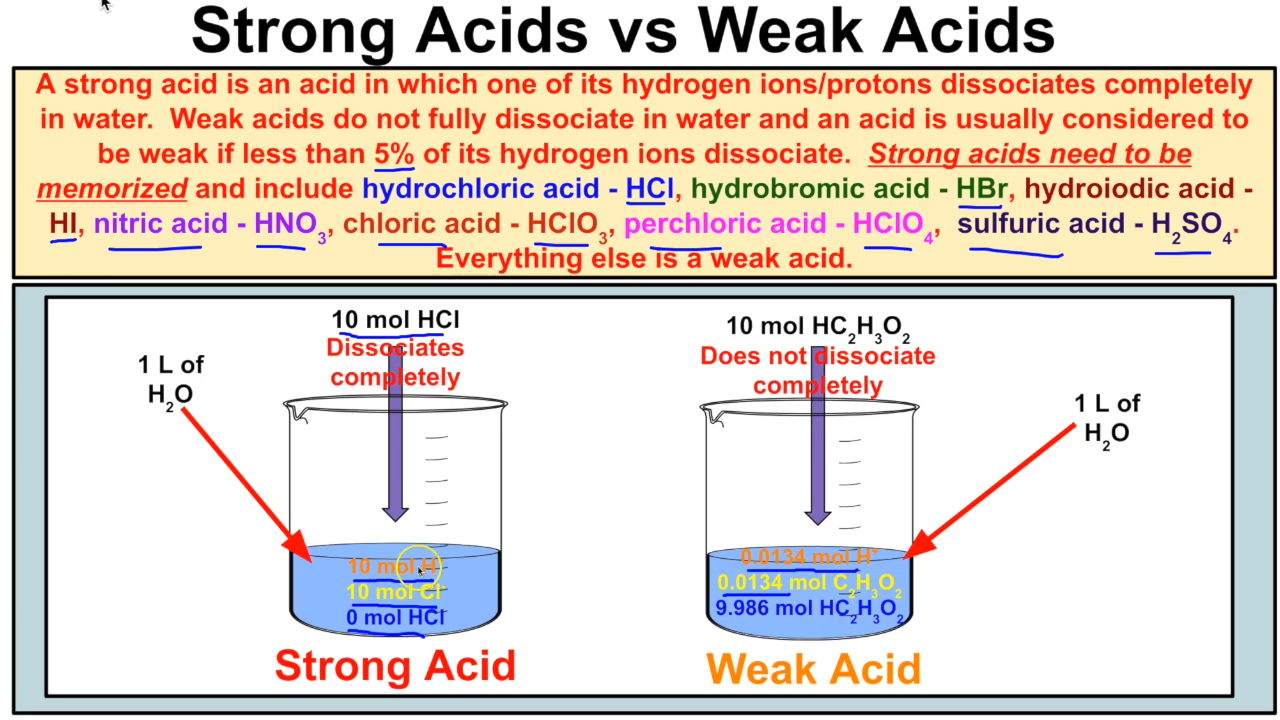 Strong Acids vs Weak Acids
A strong acid is an acid in which one of its hydrogen ions/protons dissociates completely
in water. Weak acids do not fully dissociate in water and an acid is usually considered to
be weak if less than 5% of its hydrogen ions dissociate. Strong acids need to be
memorized and include hydrochloric acid - HCl, hydrobromic acid - HBr, hydroiodic acid -
HI, nitric acid - HNO₃, chloric acid - HClO₃, perchloric acid - HClO₄, sulfuric acid - H₂SO₄.
Everything else is a weak acid.
10 mol HCl
Dissociates
completely
1 L of
H₂O
10 mol H⁺
10 mol Cl⁻
0 mol HCl
Strong Acid
10 mol HC₂H₃O₂
Does not dissociate
completely
1 L of
H₂O
0.0134 mol H⁺
0.0134 mol C₂H₃O₂
9.986 mol HC₂H₃O₂
Weak Acid